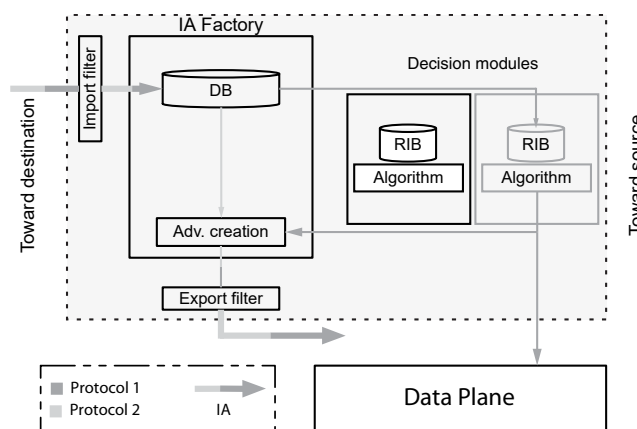 IA Factory
Import filter
DB
Decision modules
RIB
Algorithm
RIB
Algorithm
Toward destination
Toward source
Adv. creation
Export filter
Protocol 1
Protocol 2
IA
Data Plane